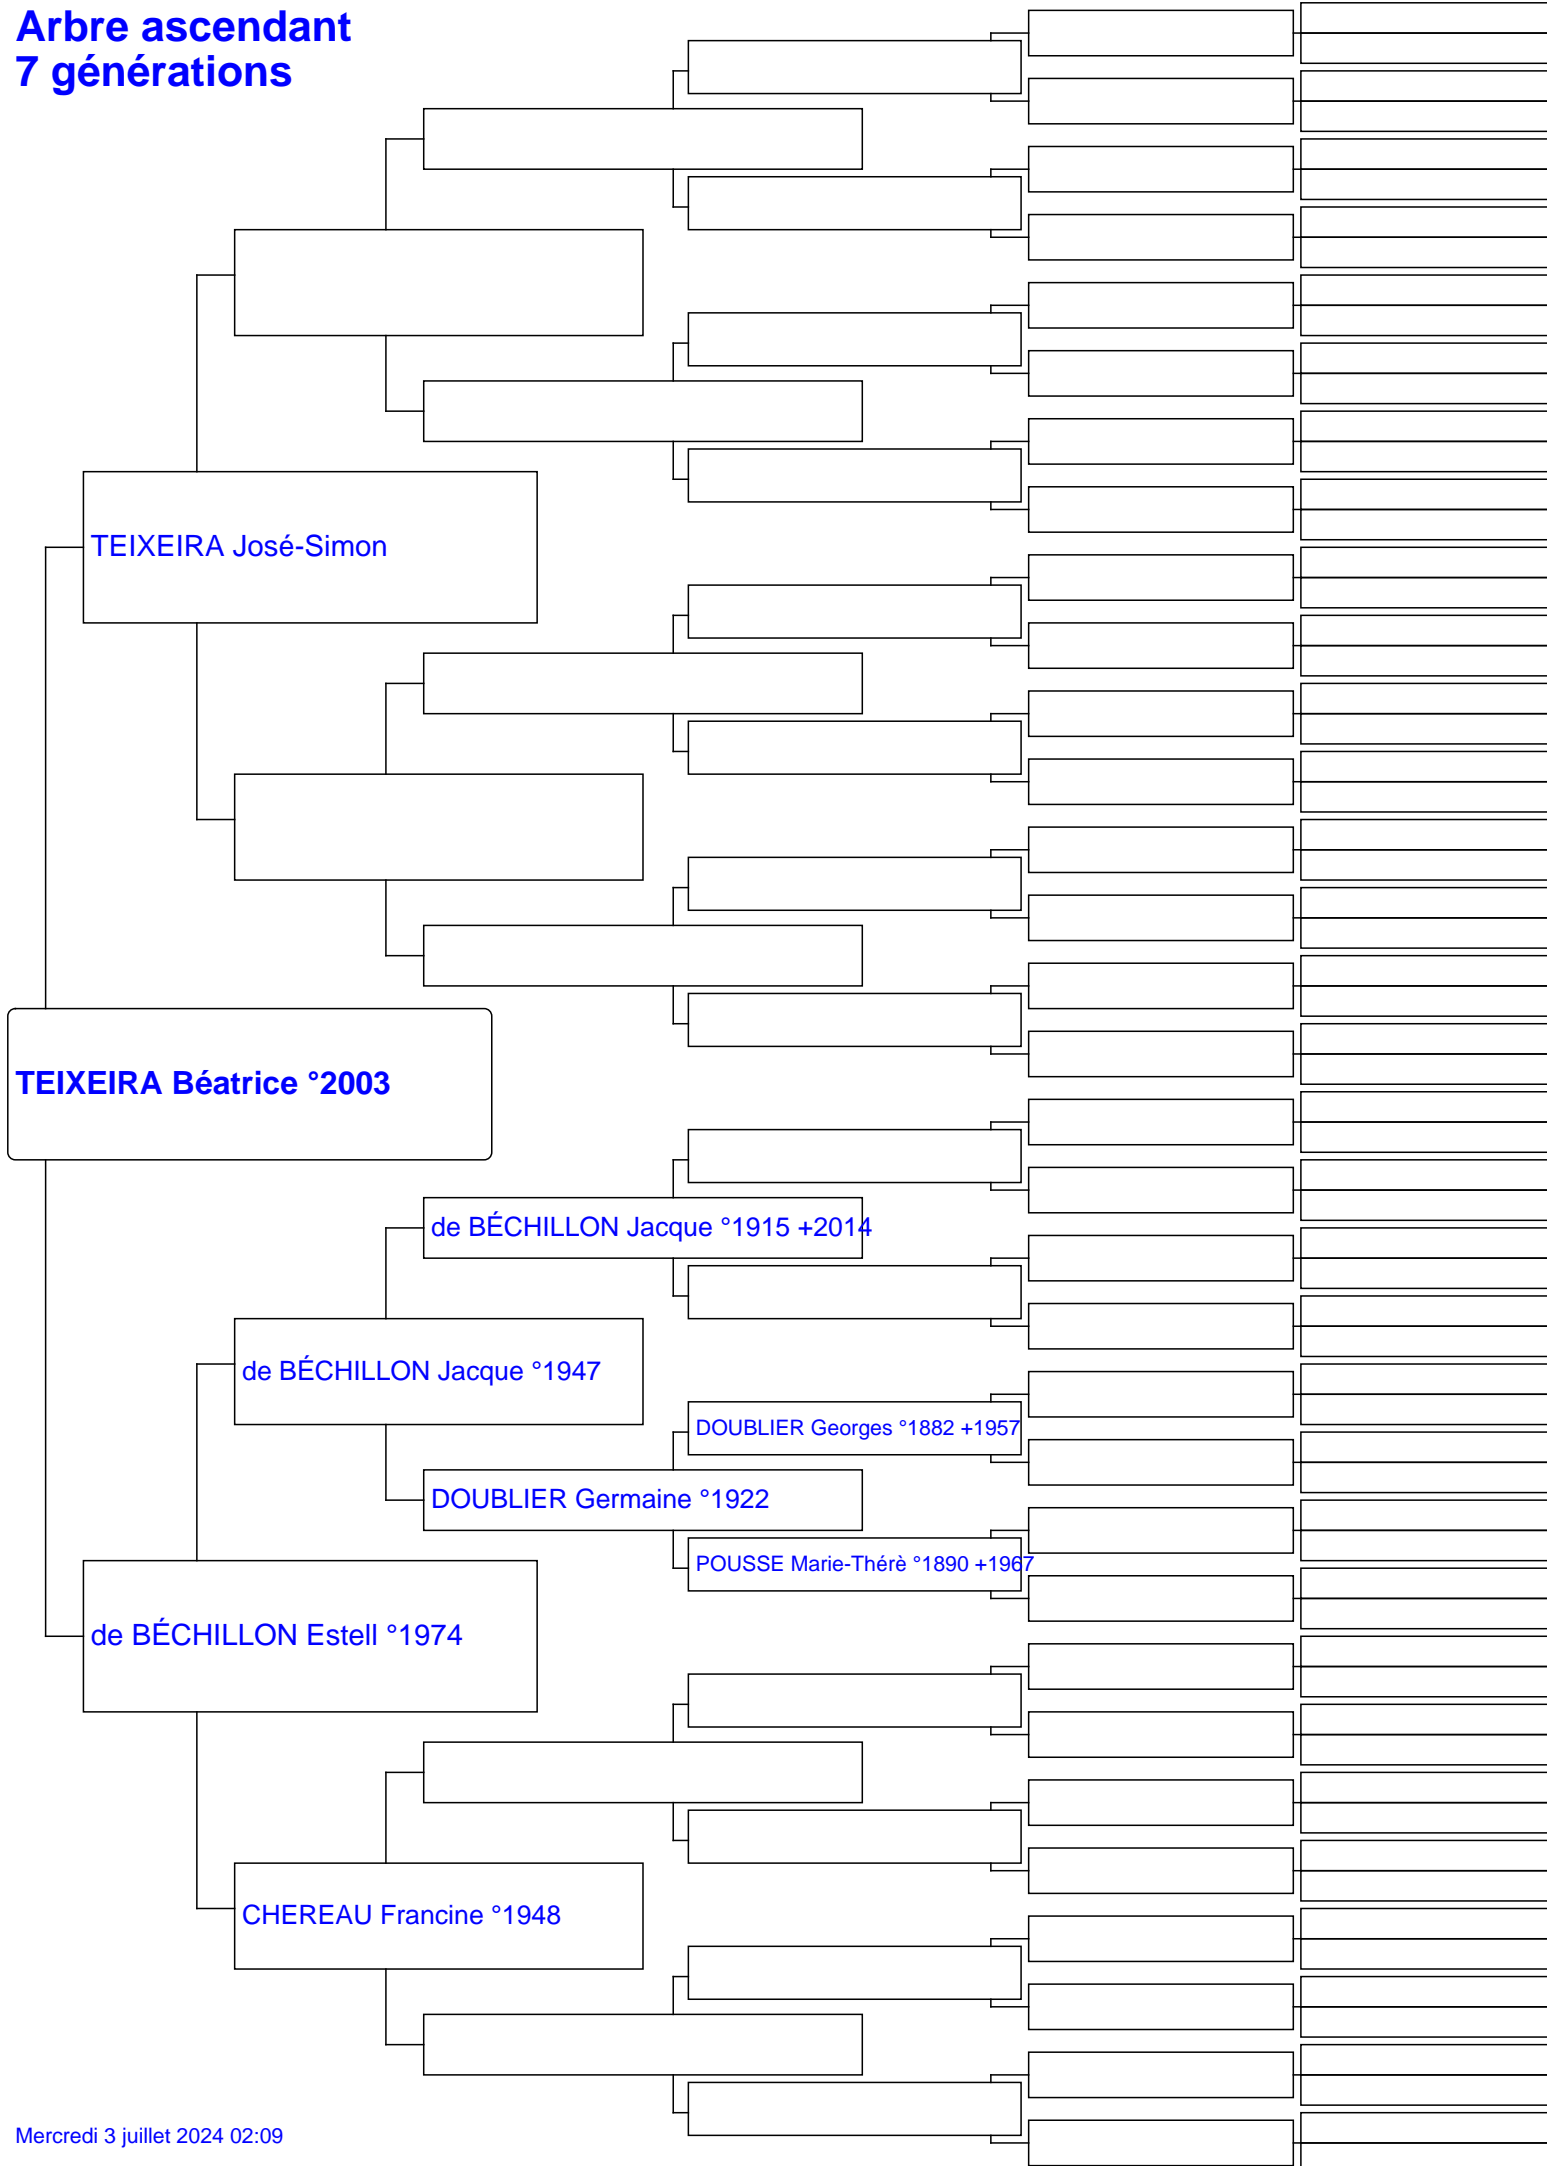 Arbre ascendant
7 générations
TEIXEIRA José-Simon
TEIXEIRA Béatrice °2003
de BÉCHILLON Jacque °1915 +2014
de BÉCHILLON Jacque °1947
DOUBLIER Georges °1882 +1957
DOUBLIER Germaine °1922
POUSSE Marie-Thérè °1890 +1967
de BÉCHILLON Estell °1974
CHEREAU Francine °1948
Mercredi 3 juillet 2024 02:09